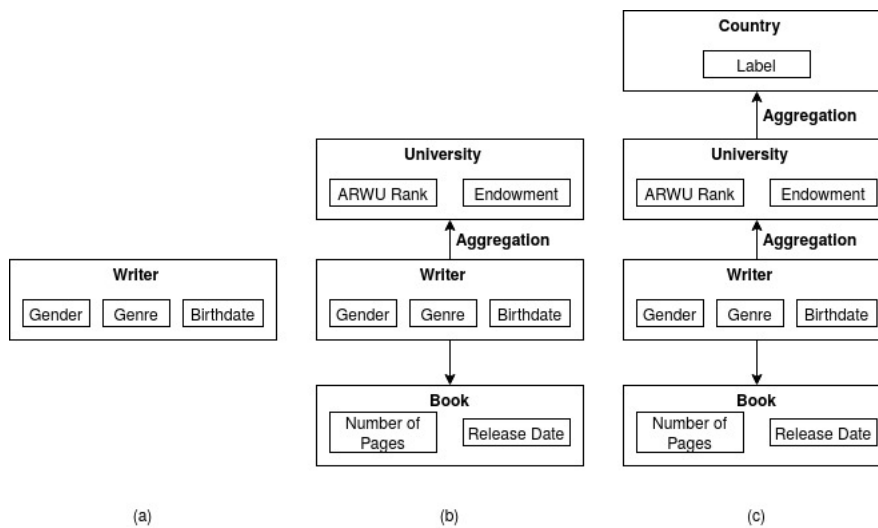 Country
Label
Aggregation
University
ARWU Rank
Endowment
Aggregation
Writer
Gender
Genre
Birthdate
Book
Number of
Pages
Release Date
University
ARWU Rank
Endowment
Aggregation
Writer
Gender
Genre
Birthdate
Book
Number of
Pages
Release Date
Writer
Gender
Genre
Birthdate
(a)
(b)
(c)